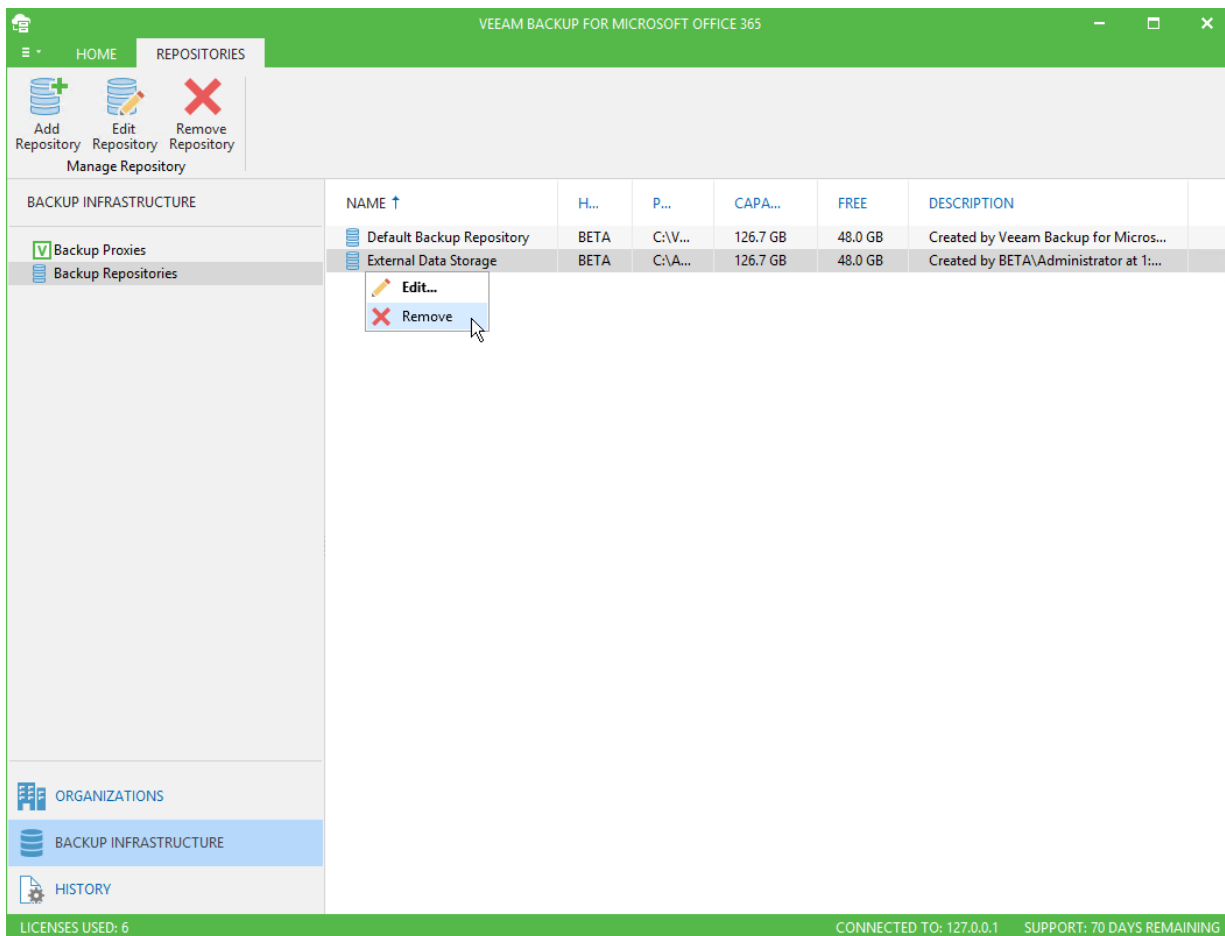 VEEAM BACKUP FOR MICROSOFT OFFICE 365
HOME REPOSITORIES
Add Repository
Edit Repository
Remove Repository
Manage Repository
BACKUP INFRASTRUCTURE
Backup Proxies
Backup Repositories
NAME H... P... CAPA... FREE DESCRIPTION
Default Backup Repository BETA C:\V... 126.7 GB 48.0 GB Created by Veeam Backup for Micros...
External Data Storage BETA C:\A... 126.7 GB 48.0 GB Created by BETA\Administrator at 1:...
Edit...
Remove
ORGANIZATIONS
BACKUP INFRASTRUCTURE
HISTORY
LICENSES USED: 6 CONNECTED TO: 127.0.0.1 SUPPORT: 70 DAYS REMAINING